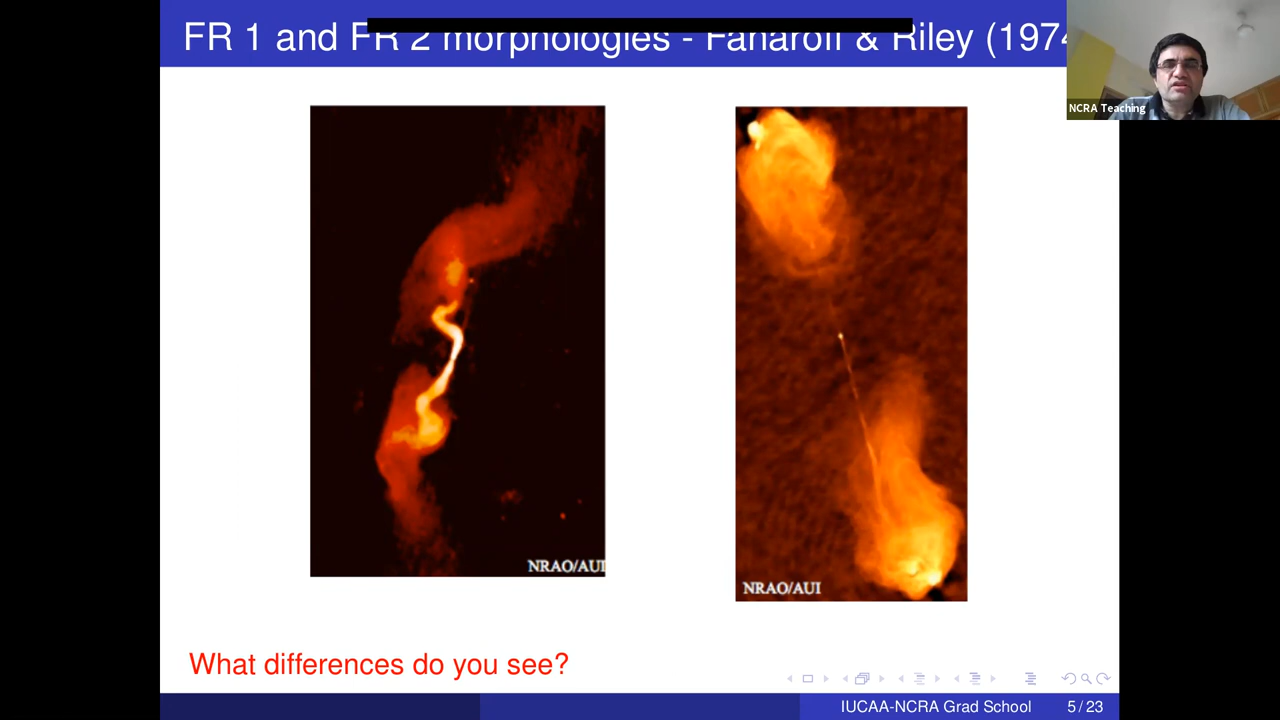 FR 1 and FR 2 morphologies - Fanaroff & Riley (1974
NCRA Teaching
NRAO/AUI
NRAO/AUI
What differences do you see?
IUCAA-NCRA Grad School 5 / 23